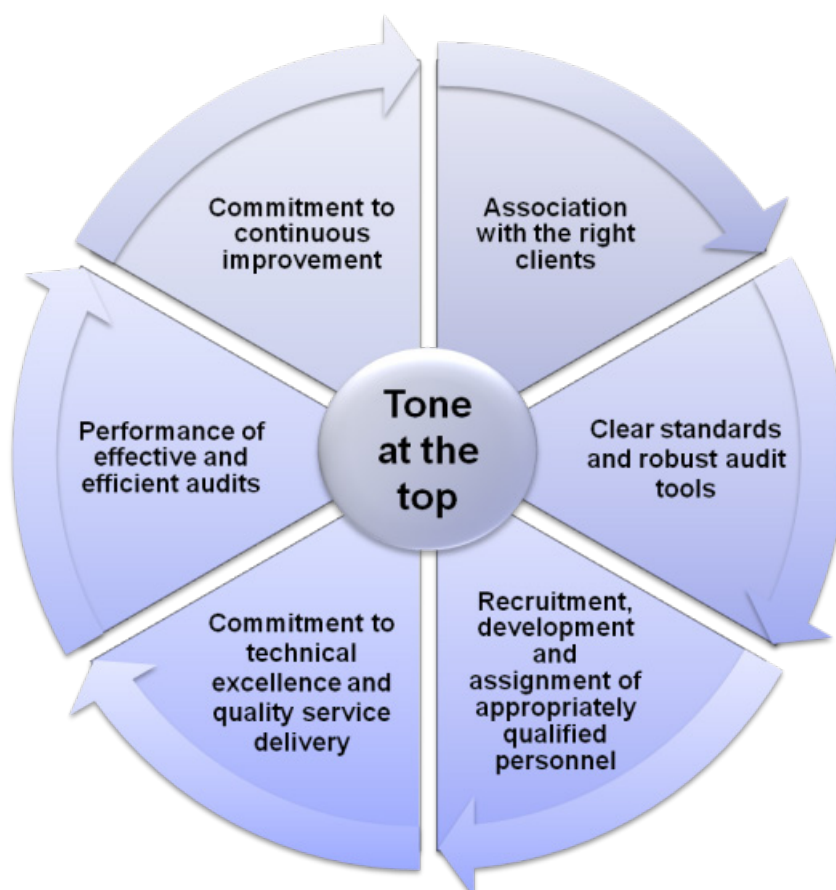 Commitment to
continuous
improvement
Association
with the right
clients
Tone
at the
top
Performance of
effective and
efficient audits
Clear standards
and robust audit
tools
Commitment to
technical
excellence and
quality service
delivery
Recruitment,
development
and
assignment of
appropriately
qualified
personnel